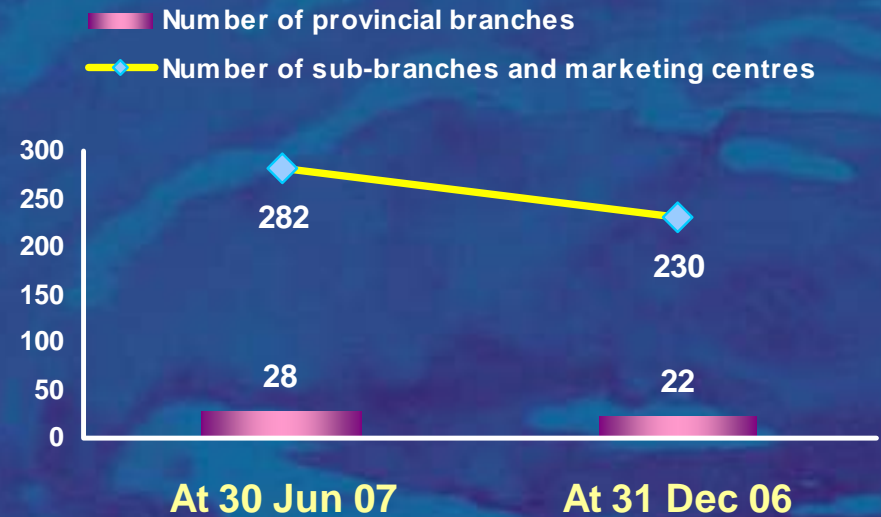 Number of provincial branches
Number of sub-branches and marketing centres
300
250
200
150
100
50
0
282
230
28
22
At 30 Jun 07
At 31 Dec 06